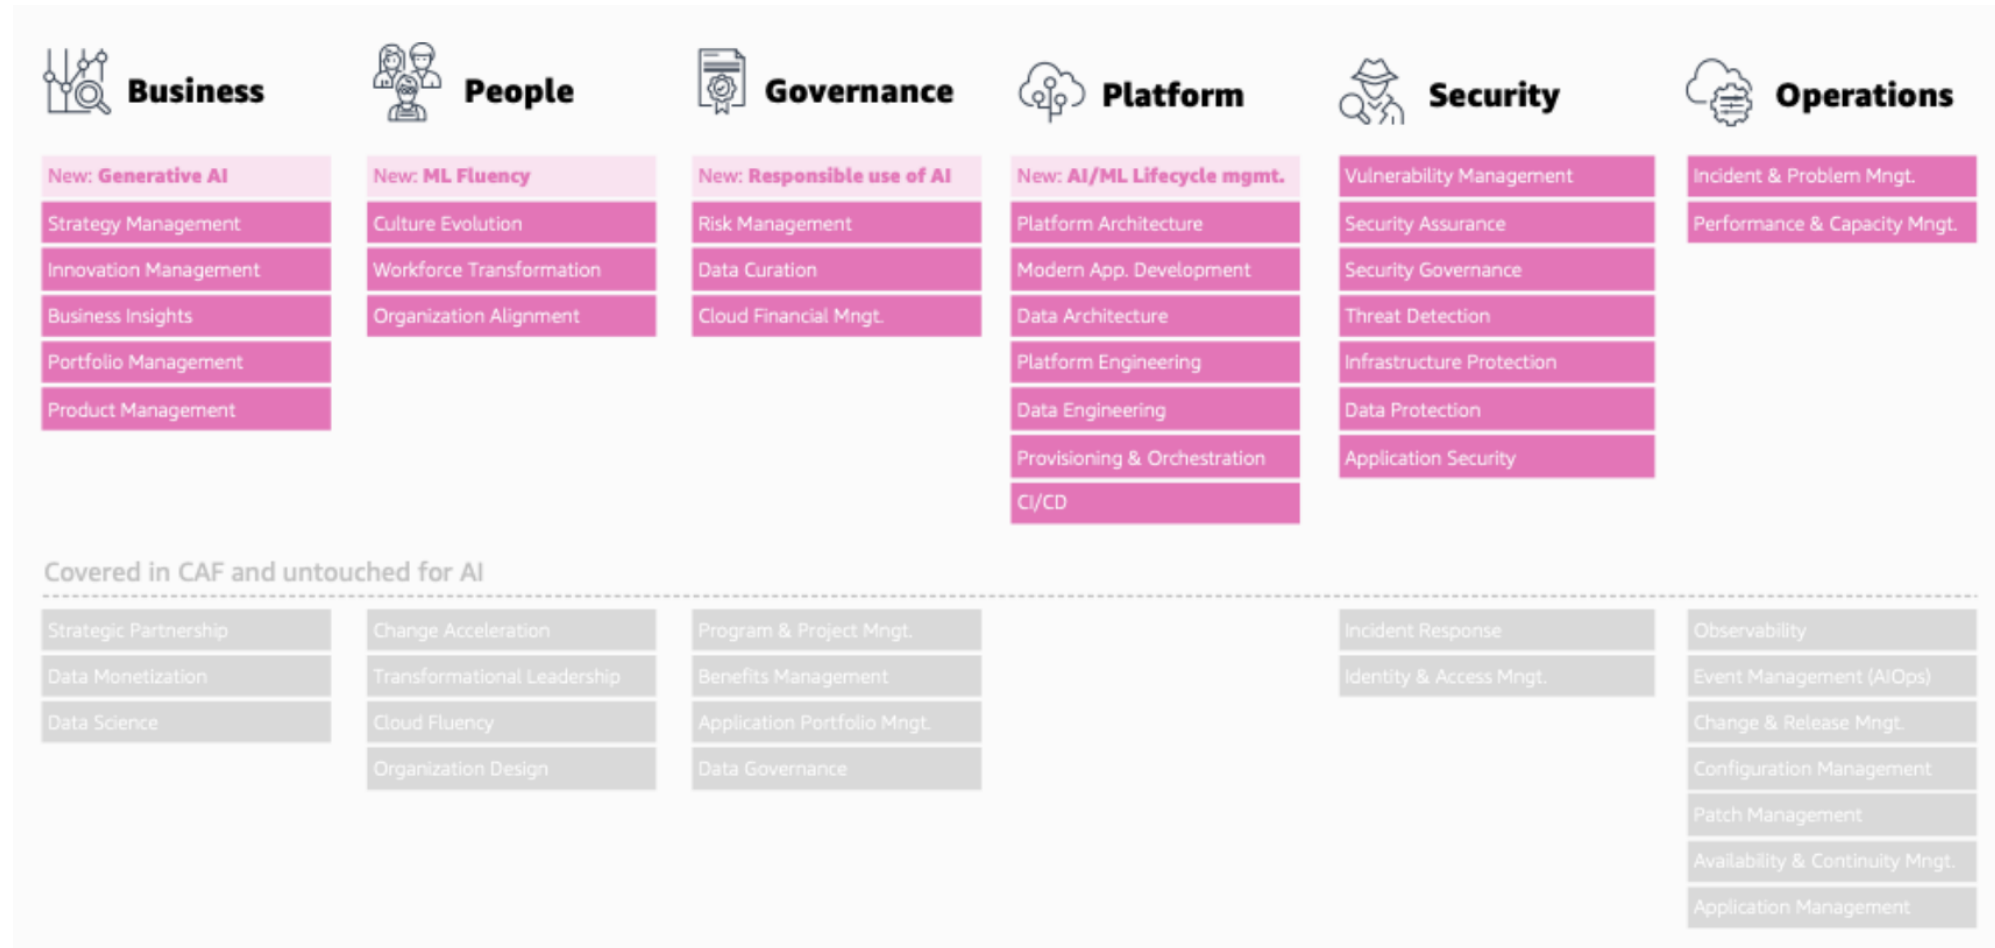 Business
New: Generative AI
Strategy Management
Innovation Management
Business Insights
Portfolio Management
Product Management
People
New: ML Fluency
Culture Evolution
Workforce Transformation
Organization Alignment
Governance
New: Responsible use of AI
Risk Management
Data Curation
Cloud Financial Mngt.
Platform
New: AI/ML Lifecycle mgmt.
Platform Architecture
Modern App. Development
Data Architecture
Platform Engineering
Data Engineering
Provisioning & Orchestration
CI/CD
Security
Vulnerability Management
Security Assurance
Security Governance
Threat Detection
Infrastructure Protection
Data Protection
Application Security
Operations
Incident & Problem Mngt.
Performance & Capacity Mngt.
Covered in CAF and untouched for AI
Strategic Partnership
Data Monetization
Data Science
Change Acceleration
Transformational Leadership
Cloud Fluency
Organization Design
Program & Project Mngt.
Benefits Management
Application Portfolio Mngt.
Data Governance
Incident Response
Identity & Access Mngt.
Observability
Event Management (AIOps)
Change & Release Mngt.
Configuration Management
Patch Management
Availability & Continuity Mngt.
Application Management